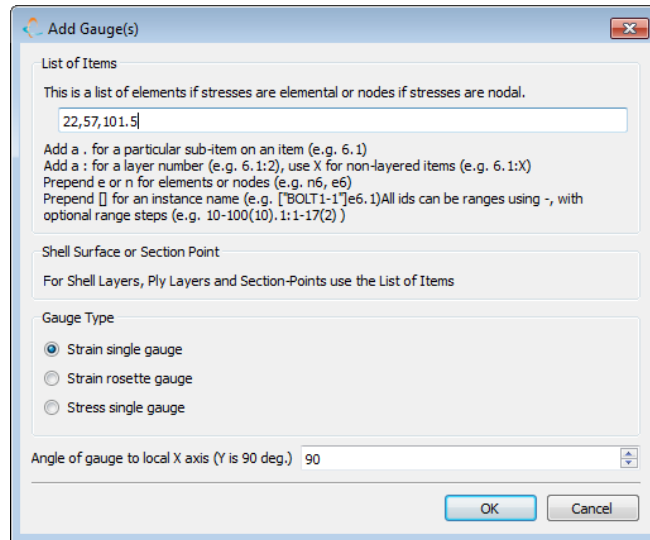 Add Gauge(s)
List of Items
This is a list of elements if stresses are elemental or nodes if stresses are nodal.
22,57,101.5
Add a . for a particular sub-item on an item (e.g. 6.1)
Add a : for a layer number (e.g. 6.1:2), use X for non-layered items (e.g. 6.1:X)
Prepend e or n for elements or nodes (e.g. n6, e6)
Prepend [] for an instance name (e.g. ["BOLT1-1"]e6.1)All ids can be ranges using -, with
optional range steps (e.g. 10-100(10).1:1-17(2) )
Shell Surface or Section Point
For Shell Layers, Ply Layers and Section-Points use the List of Items
Gauge Type
Strain single gauge
Strain rosette gauge
Stress single gauge
Angle of gauge to local X axis (Y is 90 deg.) 90
OK Cancel